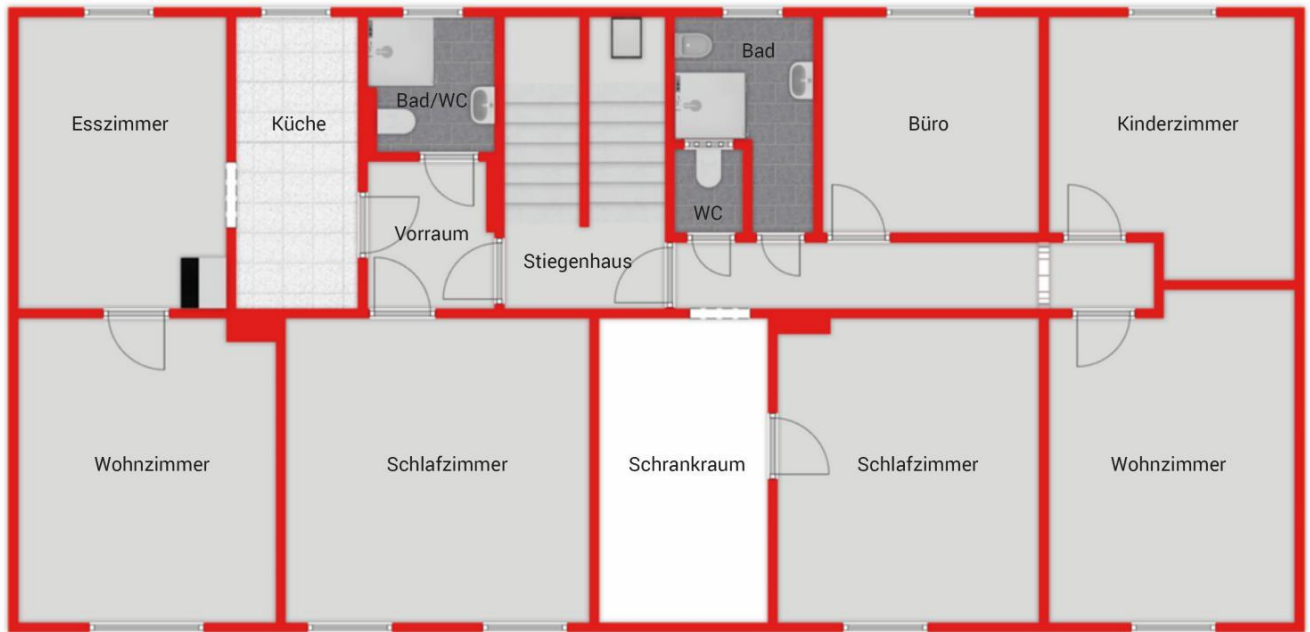 Bad
Bad/WC
Esszimmer
Küche
Büro
Kinderzimmer
WC
Vorraum
Stiegenhaus
Wohnzimmer
Schlafzimmer
Schrankraum
Schlafzimmer
Wohnzimmer